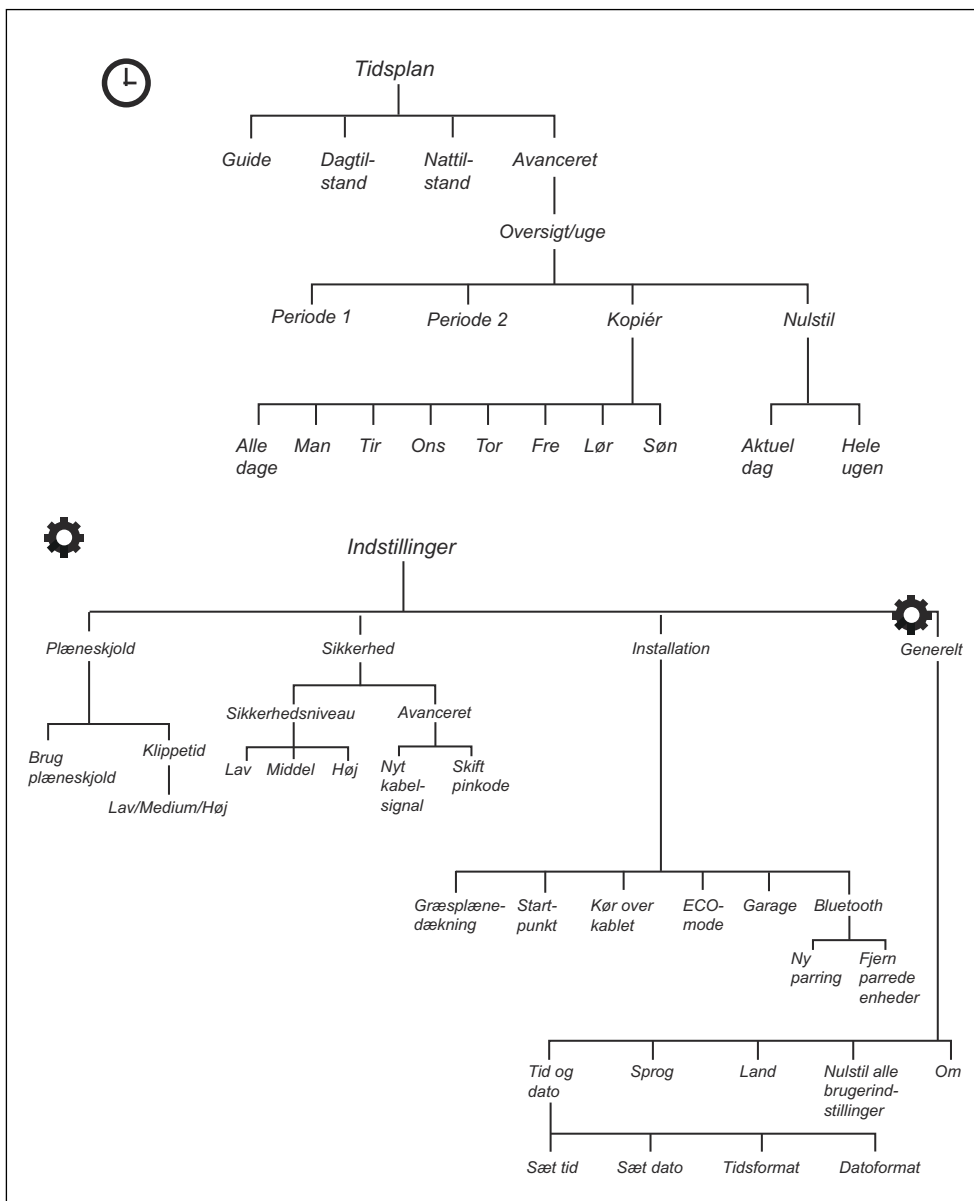 Tidsplan
Guide
Dagtil-
stand
Nattil-
stand
Avanceret
Oversigt/uge
Periode 1
Periode 2
Kopiér
Nulstil
Alle
dage
Man
Tir
Ons
Tor
Fre
Lør
Søn
Aktuel
dag
Hele
ugen
Indstillinger
Plæneskjold
Sikkerhed
Installation
Generelt
Brug
plæneskjold
Klippetid
Lav/Medium/Høj
Sikkerhedsniveau
Avanceret
Lav
Middel
Høj
Nyt
kabel-
signal
Skift
pinkode
Græsplæne-
dækning
Start-
punkt
Kør over
kablet
ECO-
mode
Garage
Bluetooth
Ny
parring
Fjern
parrede
enheder
Tid og
dato
Sprog
Land
Nulstil alle
brugerind-
stillinger
Om
Sæt tid
Sæt dato
Tidsformat
Datoformat